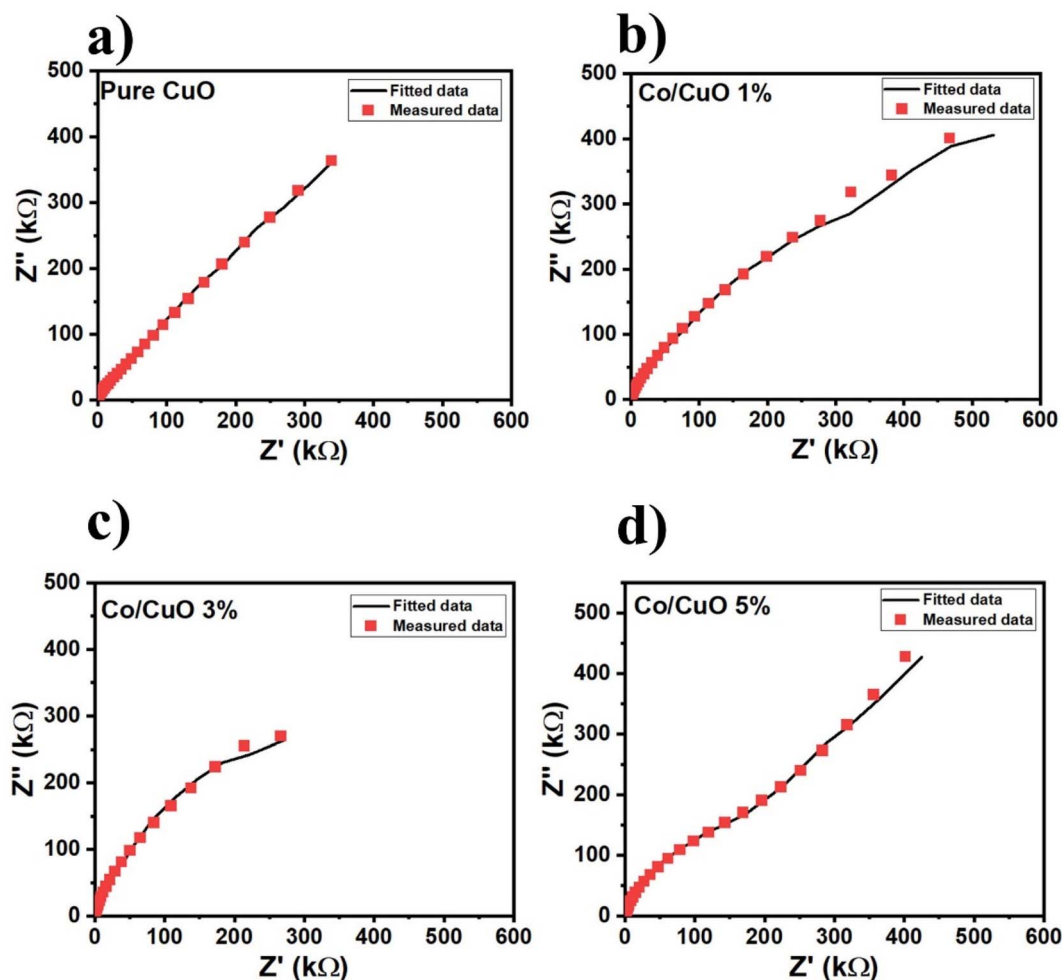 a)
500
400
300
200
100
0
Z'' (kΩ)
Pure CuO
Fitted data
Measured data
0 100 200 300 400 500 600
Z' (kΩ)
b)
500
400
300
200
100
0
Z'' (kΩ)
Co/CuO 1%
Fitted data
Measured data
0 100 200 300 400 500 600
Z' (kΩ)
c)
500
400
300
200
100
0
Z'' (kΩ)
Co/CuO 3%
Fitted data
Measured data
0 100 200 300 400 500 600
Z' (kΩ)
d)
500
400
300
200
100
0
Z'' (kΩ)
Co/CuO 5%
Fitted data
Measured data
0 100 200 300 400 500 600
Z' (kΩ)